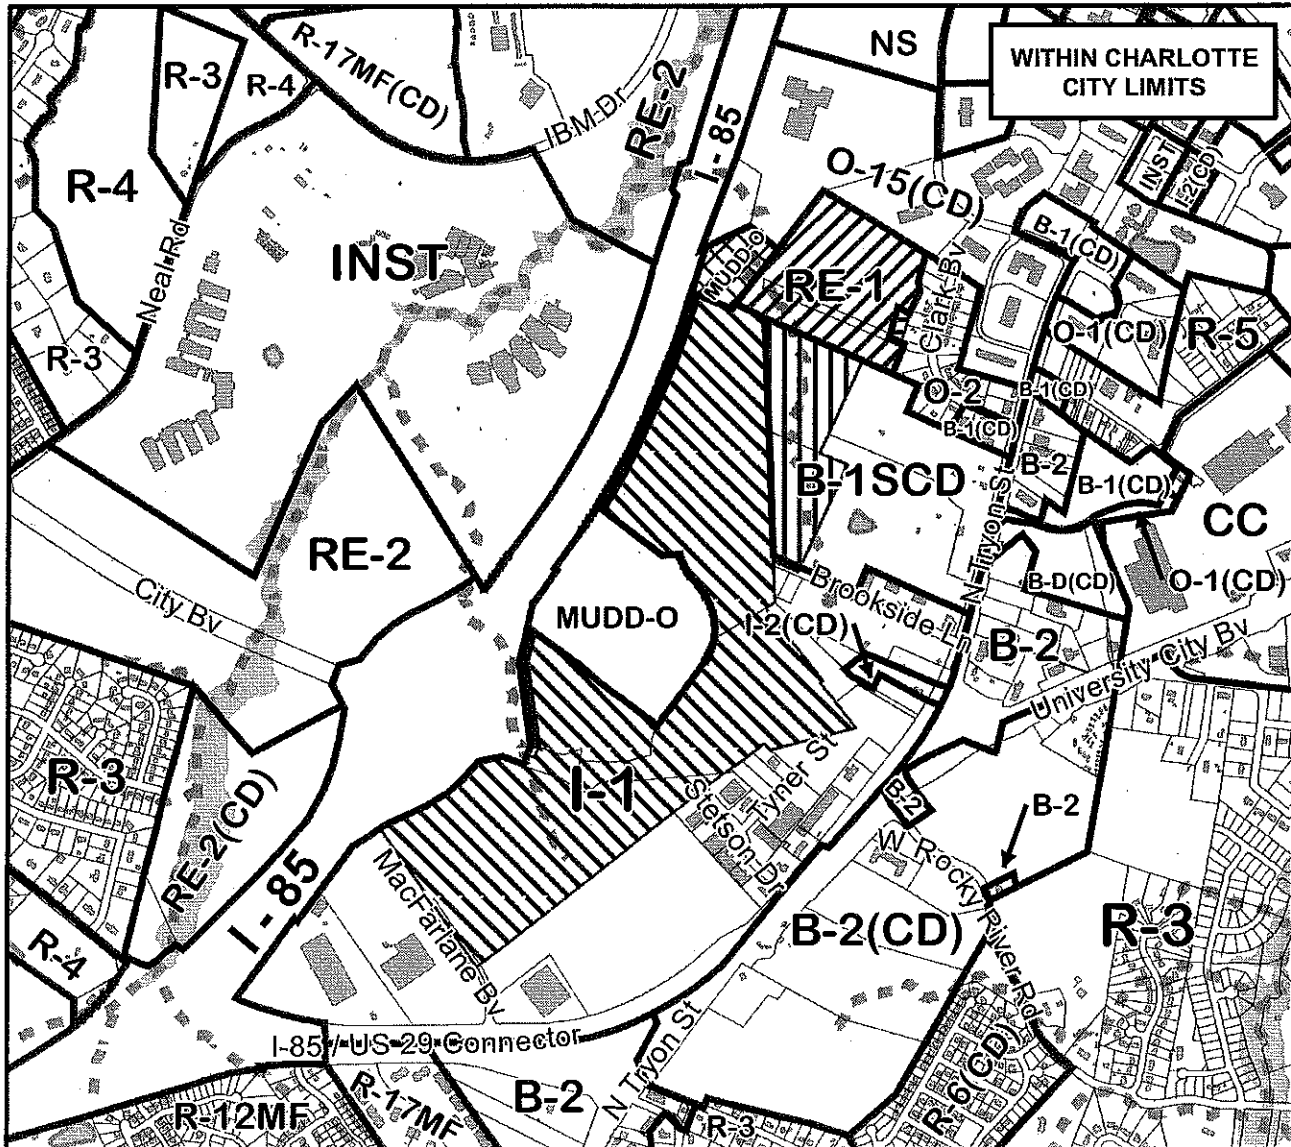 NS
WITHIN CHARLOTTE
CITY LIMITS
R-3
R-4
R-17MF(CD)
IBM Dr
RE-2
I-85
R-4
Neal Rd
INST
O-15(CD)
INST
I-2(CD)
B-1(CD)
MUDD-O
RE-1
Clark Bv
O-1(CD)
R-5
R-3
O-2
B-1(CD)
B-1(CD)
B-2
B-1(CD)
B-1SCD
CC
N Tryon St
RE-2
City Bv
MUDD-O
Brookside Ln
I-2(CD)
B-D(CD)
O-1(CD)
B-2
University City Bv
R-3
RE-2(CD)
I-1
Stetson Dr
Tyner St
B-2
W Rocky River Rd
B-2
I-85
MacFarlane Bv
B-2(CD)
R-3
R-4
I-85 / US 29 Connector
N Tryon St
R-6(CD)
R-12MF
R-17MF
B-2
R-3